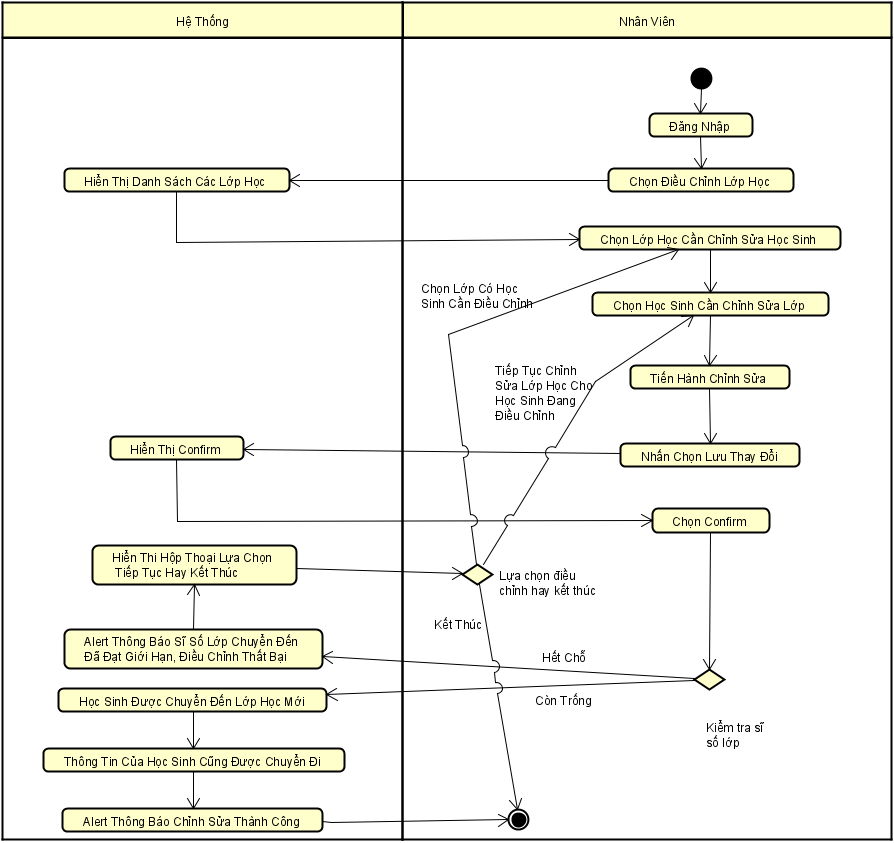 Hệ Thống
Nhân Viên
Đăng Nhập
Chọn Điều Chỉnh Lớp Học
Hiển Thị Danh Sách Các Lớp Học
Chọn Lớp Học Cần Chỉnh Sửa Học Sinh
Chọn Lớp Có Học
Sinh Cần Điều Chỉnh
Chọn Học Sinh Cần Chỉnh Sửa Lớp
Tiếp Tục Chỉnh
Sửa Lớp Học Cho
Học Sinh Đang
Điều Chỉnh
Tiến Hành Chỉnh Sửa
Hiển Thị Confirm
Nhấn Chọn Lưu Thay Đổi
Chọn Confirm
Hiển Thi Hộp Thoại Lựa Chọn
Tiếp Tục Hay Kết Thúc
Lựa chọn điều
chỉnh hay kết thúc
Kết Thúc
Alert Thông Báo Sĩ Số Lớp Chuyển Đến
Đã Đạt Giới Hạn, Điều Chỉnh Thất Bại
Hết Chỗ
Học Sinh Được Chuyển Đến Lớp Học Mới
Còn Trống
Kiểm tra sĩ
số lớp
Thông Tin Của Học Sinh Cũng Được Chuyển Đi
Alert Thông Báo Chỉnh Sửa Thành Công